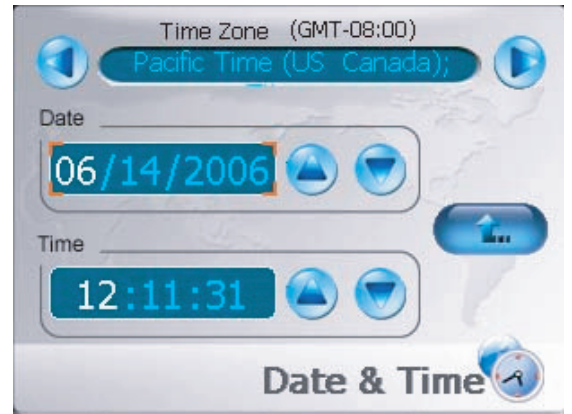 Time Zone (GMT-08:00)
Pacific Time (US Canada);
Date
06/14/2006
Time
12:11:31
Date & Time